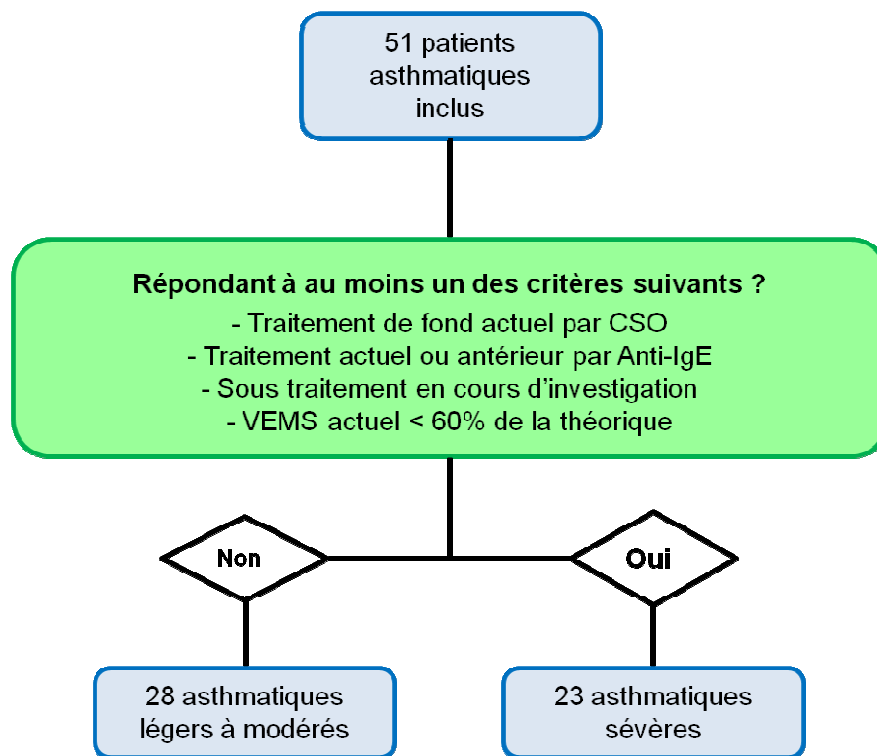 51 patients
asthmatiques
inclus
Répondant à au moins un des critères suivants ?
- Traitement de fond actuel par CSO
- Traitement actuel ou antérieur par Anti-IgE
- Sous traitement en cours d'investigation
- VEMS actuel < 60% de la théorique
Non
Oui
28 asthmatiques
légers à modérés
23 asthmatiques
sévères